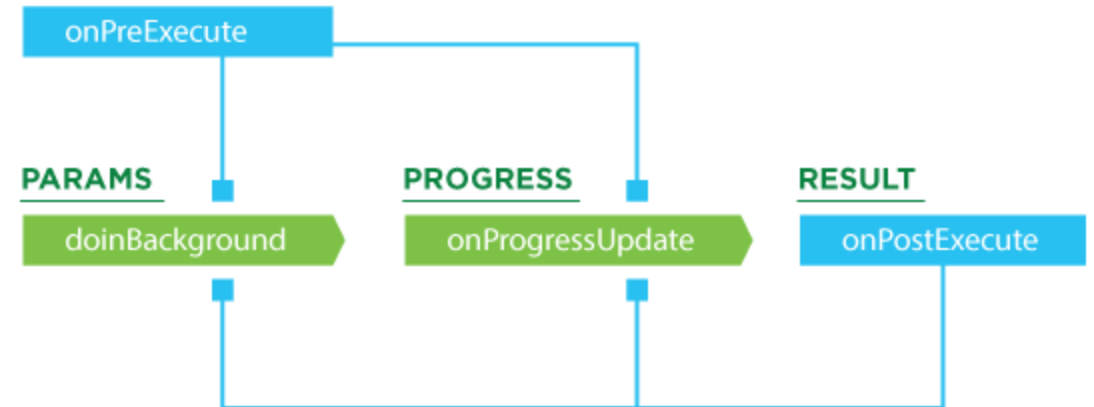 onPreExecute
PARAMS
PROGRESS
RESULT
doinBackground
onProgressUpdate
onPostExecute